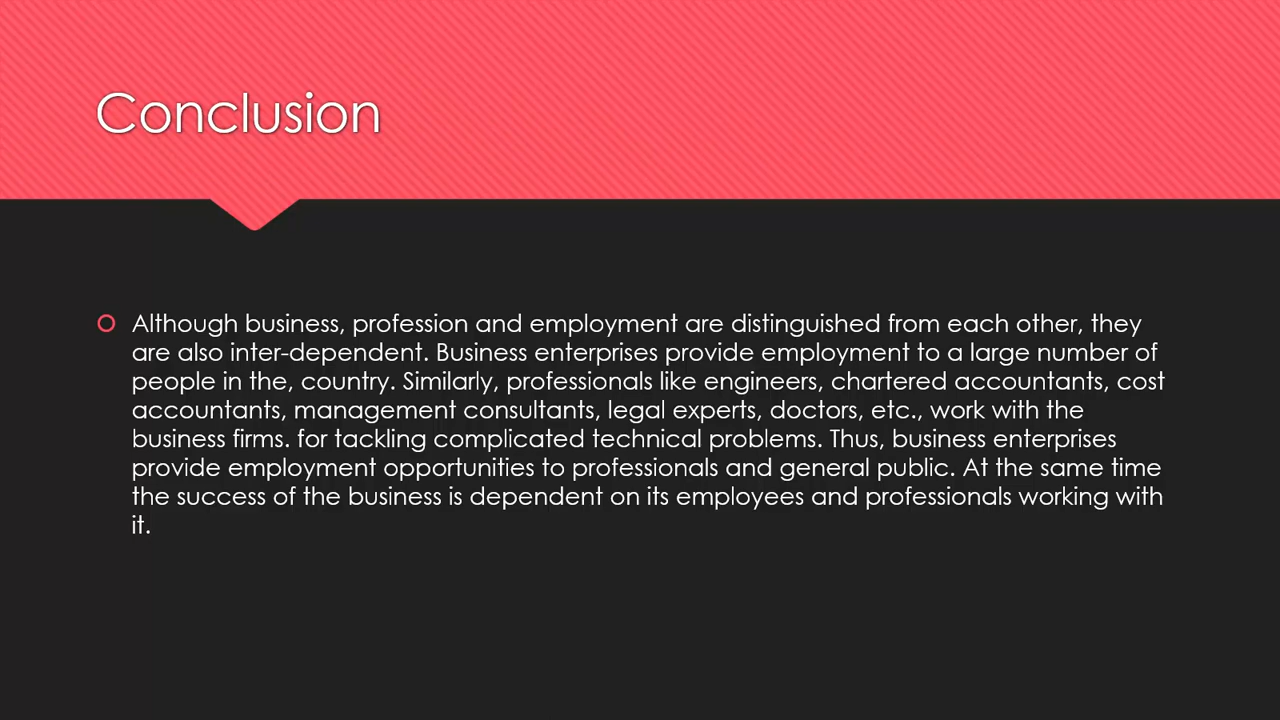 Conclusion
Although business, profession and employment are distinguished from each other, they
are also inter-dependent. Business enterprises provide employment to a large number of
people in the, country. Similarly, professionals like engineers, chartered accountants, cost
accountants, management consultants, legal experts, doctors, etc., work with the
business firms. for tackling complicated technical problems. Thus, business enterprises
provide employment opportunities to professionals and general public. At the same time
the success of the business is dependent on its employees and professionals working with
it.